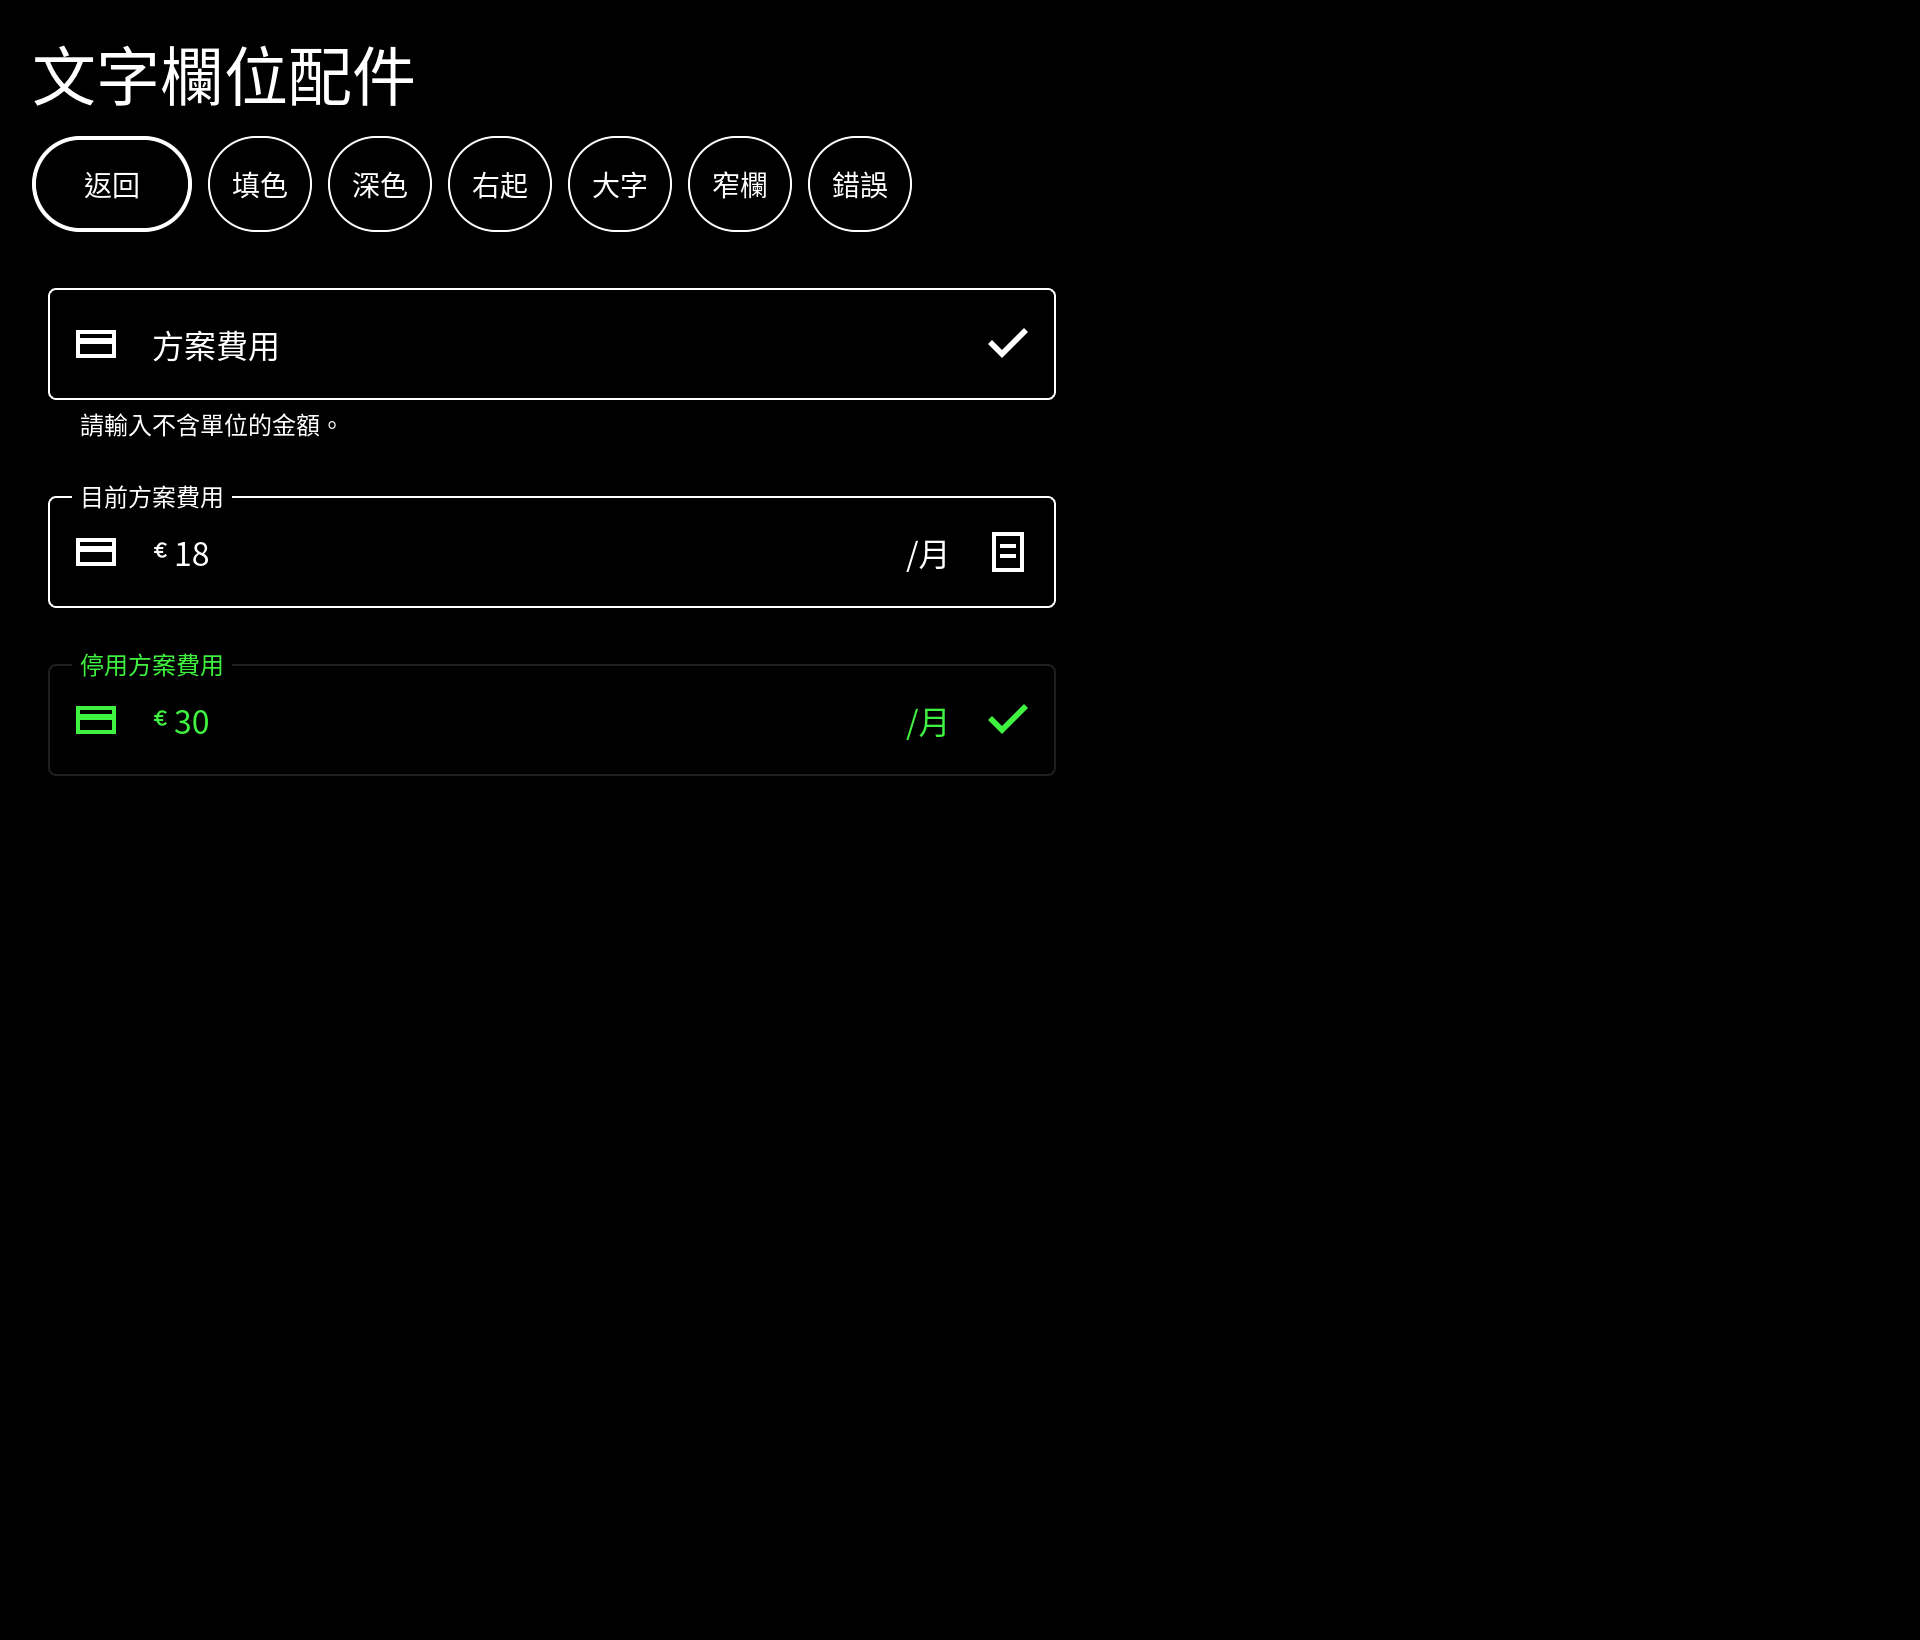 文字欄位配件
返回 填色 深色 右起 大字 窄欄 錯誤
方案費用
請輸入不含單位的金額。
目前方案費用
€ 18 /月
停用方案費用
€ 30 /月